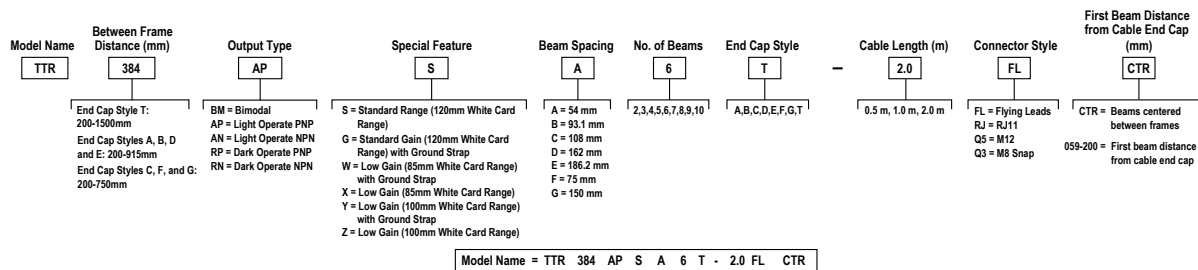 Model Name
TTR
Between Frame
Distance (mm)
384
End Cap Style T:
200-1500mm
End Cap Styles A, B, D
and E: 200-915mm
End Cap Styles C, F, and G:
200-750mm
Output Type
AP
BM = Bimodal
AP = Light Operate PNP
AN = Light Operate NPN
RP = Dark Operate PNP
RN = Dark Operate NPN
Special Feature
S
S = Standard Range (120mm White Card
Range)
G = Standard Gain (120mm White Card
Range) with Ground Strap
W = Low Gain (85mm White Card Range)
with Ground Strap
X = Low Gain (85mm White Card Range)
Y = Low Gain (100mm White Card Range)
with Ground Strap
Z = Low Gain (100mm White Card Range)
Beam Spacing
A
A = 54 mm
B = 93.1 mm
C = 108 mm
D = 162 mm
E = 186.2 mm
F = 75 mm
G = 150 mm
No. of Beams
6
2,3,4,5,6,7,8,9,10
End Cap Style
T
A,B,C,D,E,F,G,T
–
Cable Length (m)
2.0
0.5 m, 1.0 m, 2.0 m
Connector Style
FL
FL = Flying Leads
RJ = RJ11
Q5 = M12
Q3 = M8 Snap
First Beam Distance
from Cable End Cap
(mm)
CTR
CTR = Beams centered
between frames
059-200 = First beam distance
from cable end cap
Model Name = TTR 384 AP S A 6 T - 2.0 FL CTR